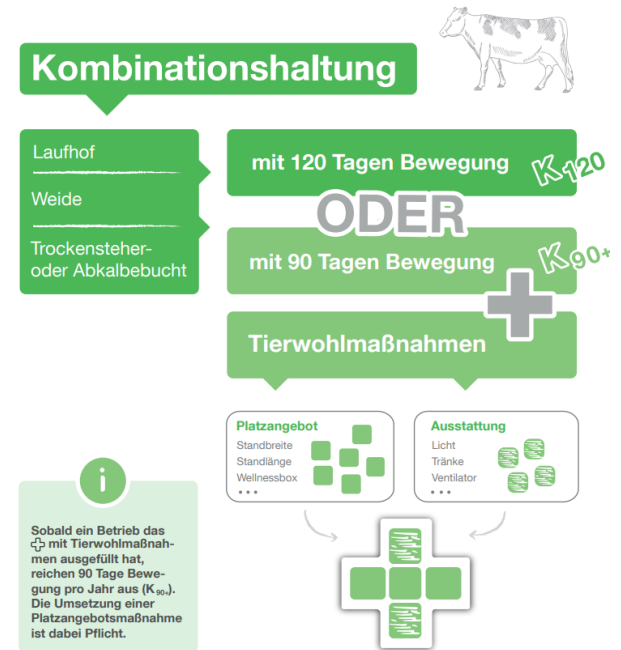 Kombinationshaltung
Laufhof
Weide
Trockensteher-
oder Abkalbebucht
mit 120 Tagen Bewegung
K120
ODER
mit 90 Tagen Bewegung
K90+
Tierwohlmaßnahmen
Platzangebot
Standbreite
Standlänge
Wellnessbox
•••
Ausstattung
Licht
Tränke
Ventilator
•••
i
Sobald ein Betrieb das
mit Tierwohlmaßnah-
men ausgefüllt hat,
reichen 90 Tage Bewe-
gung pro Jahr aus (K90+).
Die Umsetzung einer
Platzangebotsmaßnahme
ist dabei Pflicht.